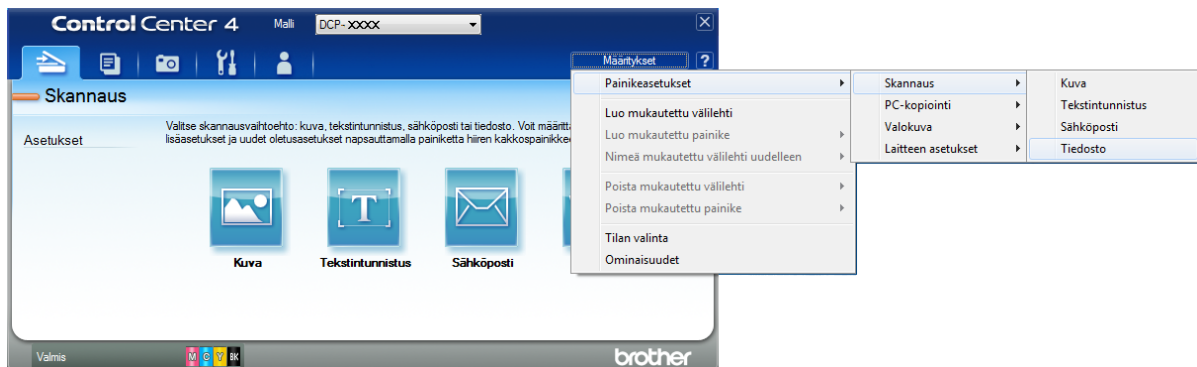 Control Center 4
Malli
DCP-XXXX
Määritykset
?
Skannaus
Asetukset
Valitse skannausvaihtoehto: kuva, tekstintunnistus, sähköposti tai tiedosto. Voit määrittä
lisäasetukset ja uudet oletusasetukset napsauttamalla painiketta hiiren kakkospainikke
T
Kuva
Tekstintunnistus
Sähköposti
Painikeasetukset
Luo mukautettu välilehti
Luo mukautettu painike
Nimeä mukautettu välilehti uudelleen
Poista mukautettu välilehti
Poista mukautettu painike
Tilan valinta
Ominaisuudet
Skannaus
PC-kopiointi
Valokuva
Laitteen asetukset
Kuva
Tekstintunnistus
Sähköposti
Tiedosto
Valmis
M C Y BK
brother